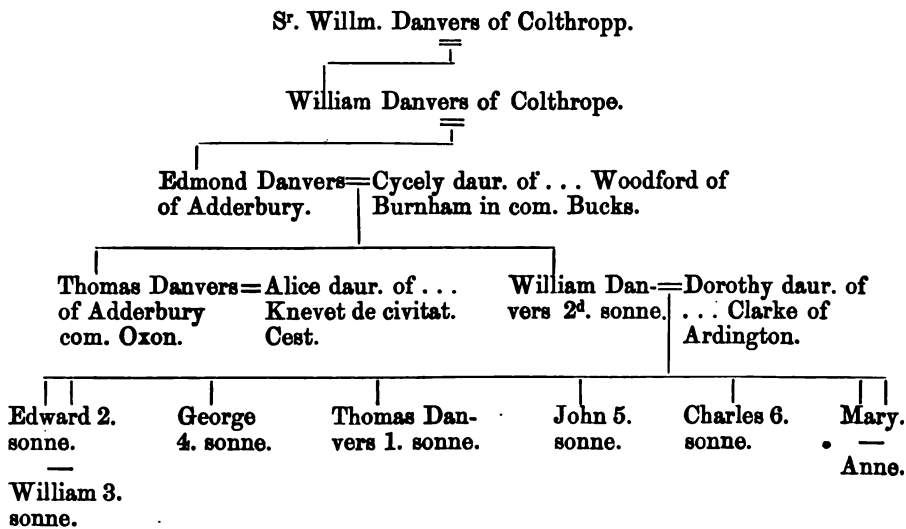 Sʳ. Willm. Danvers of Colthropp.
William Danvers of Colthrope.
Edmond Danvers=Cycely daur. of ... Woodford of
of Adderbury. Burnham in com. Bucks.
Thomas Danvers=Alice daur. of ...
of Adderbury Knevet de civitat.
com. Oxon. Cest.
William Dan-=Dorothy daur. of
vers 2ᵈ. sonne. ... Clarke of
Ardington.
Edward 2.
sonne.
William 3.
sonne.
George
4. sonne.
Thomas Dan-
vers 1. sonne.
John 5.
sonne.
Charles 6.
sonne.
Mary.
Anne.